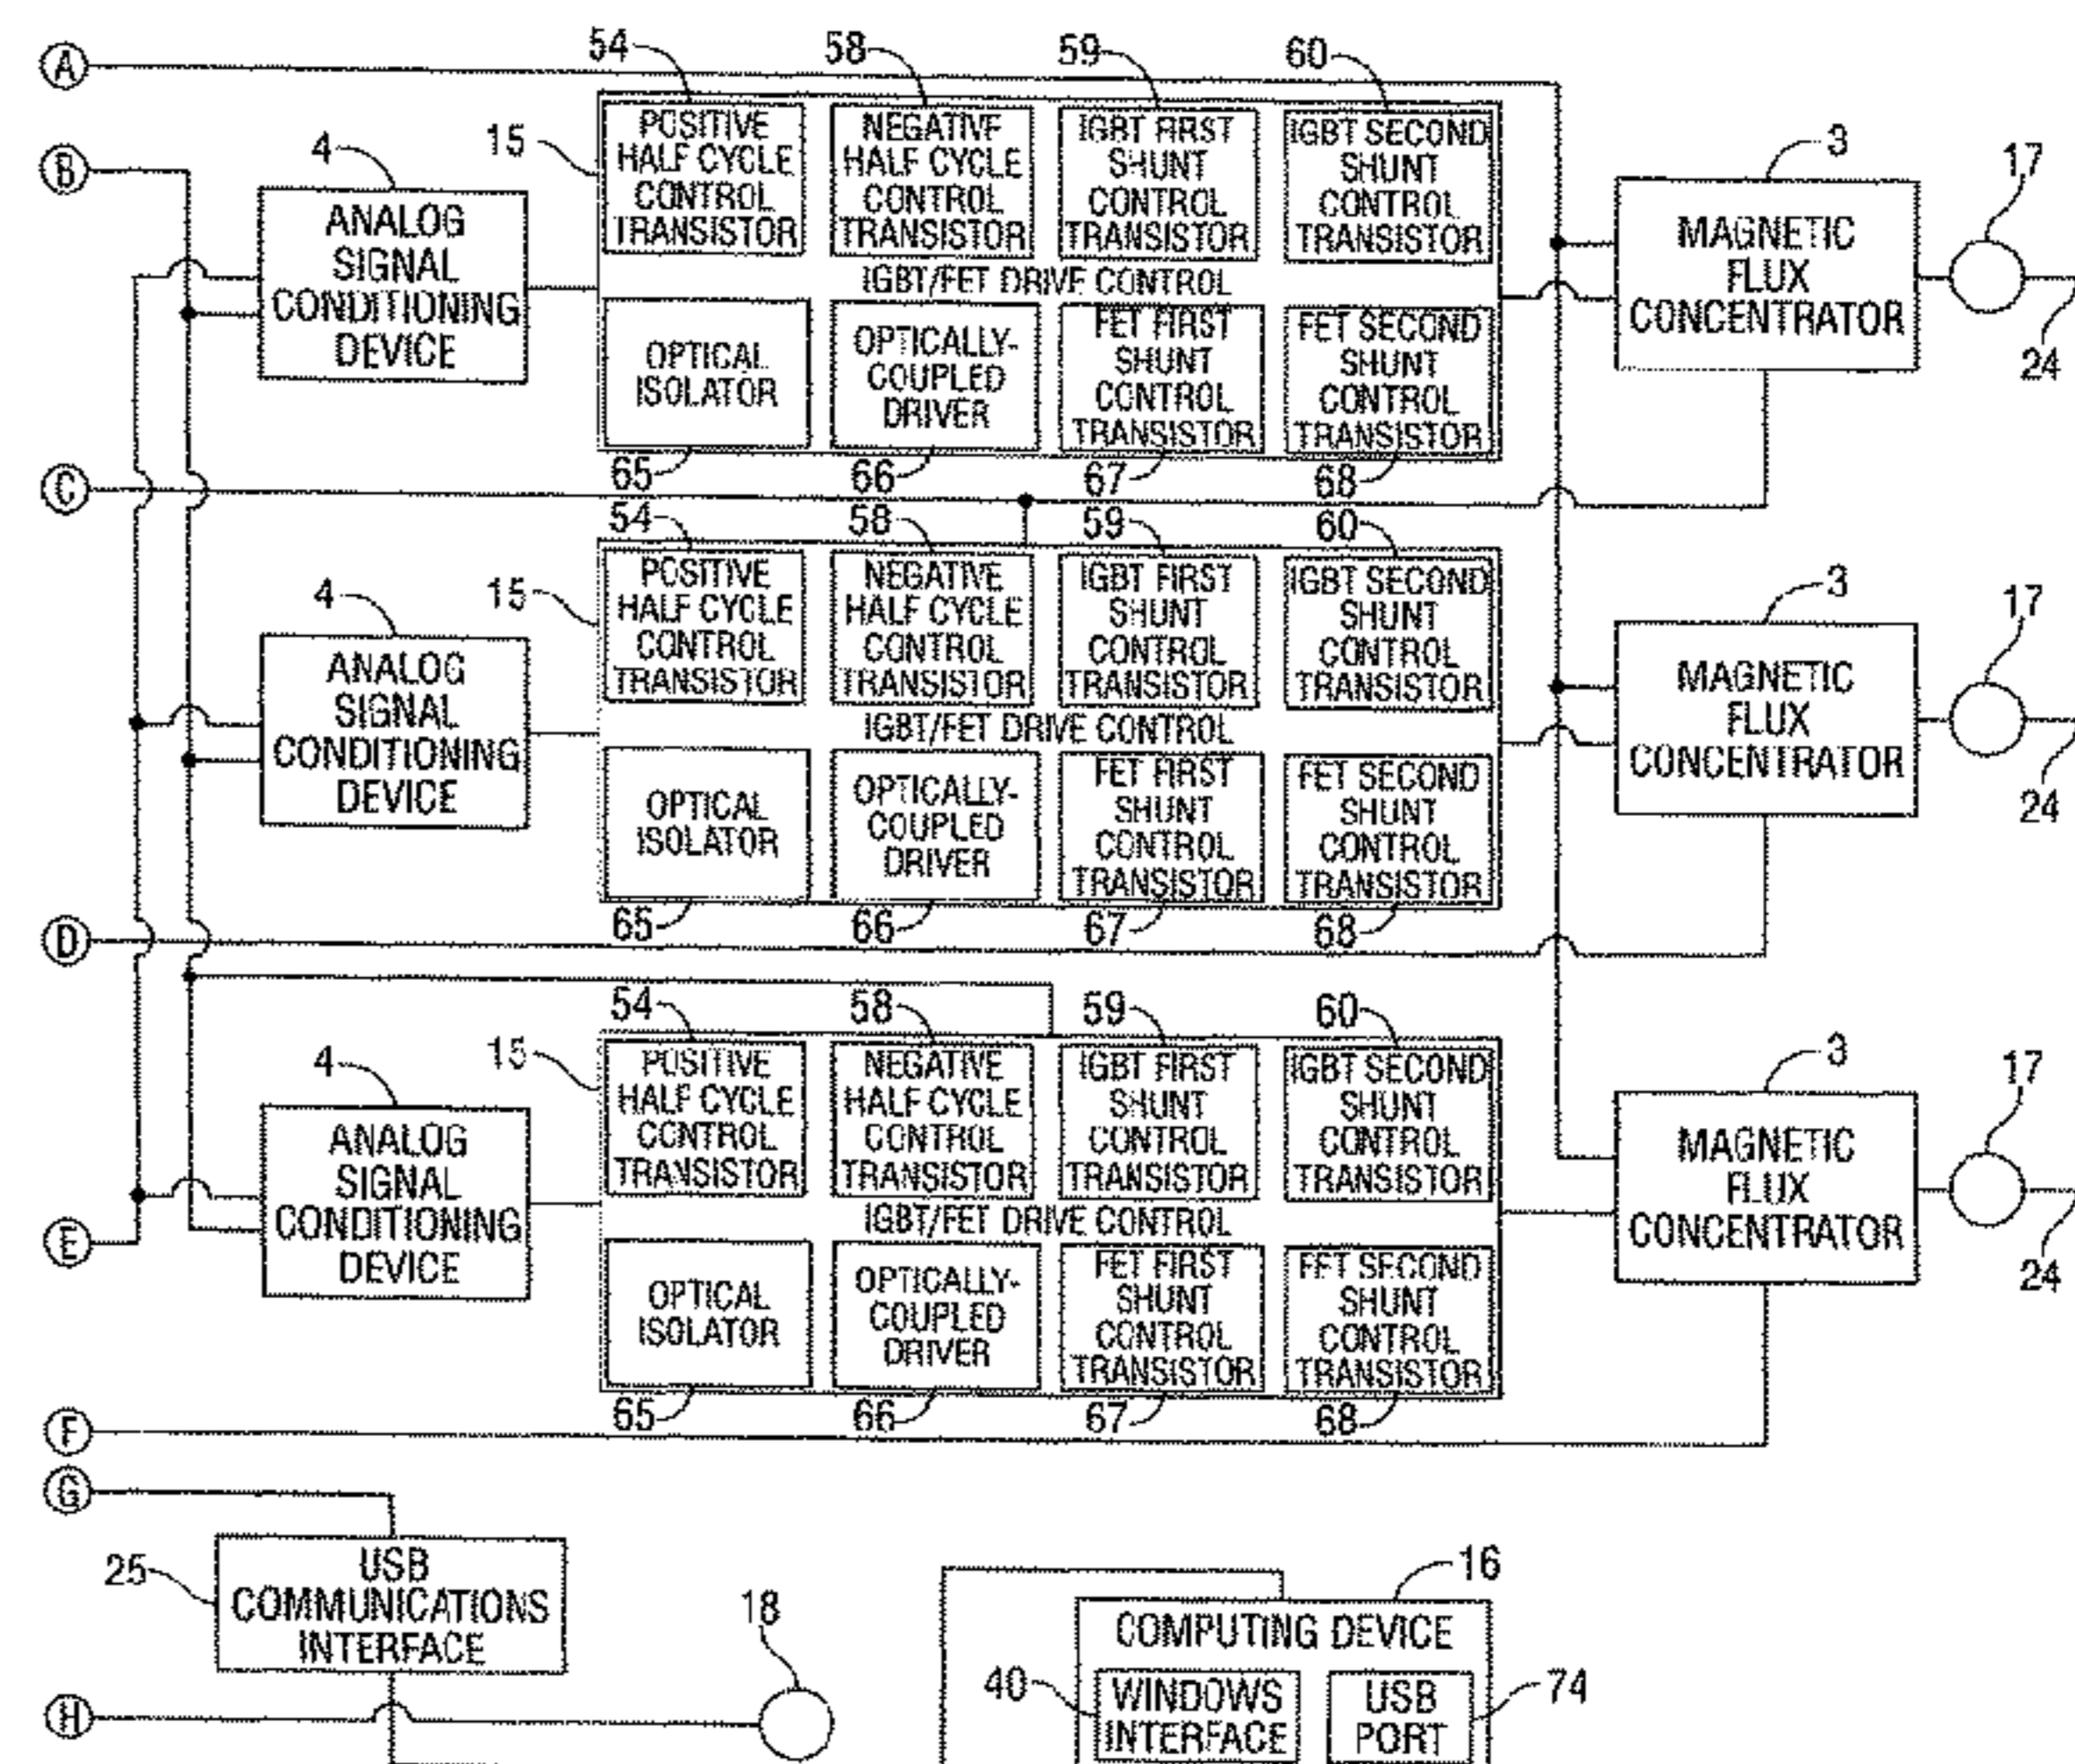 A
54
58
59
60
B
4
15
POSITIVE
HALF CYCLE
CONTROL
TRANSISTOR
NEGATIVE
HALF CYCLE
CONTROL
TRANSISTOR
IGBT FIRST
SHUNT
CONTROL
TRANSISTOR
IGBT SECOND
SHUNT
CONTROL
TRANSISTOR
3
17
ANALOG
SIGNAL
CONDITIONING
DEVICE
IGBT/FET DRIVE CONTROL
MAGNETIC
FLUX
CONCENTRATOR
24
OPTICAL
ISOLATOR
OPTICALLY-
COUPLED
DRIVER
FET FIRST
SHUNT
CONTROL
TRANSISTOR
FET SECOND
SHUNT
CONTROL
TRANSISTOR
65
66
67
68
C
54
58
59
60
4
15
POSITIVE
HALF CYCLE
CONTROL
TRANSISTOR
NEGATIVE
HALF CYCLE
CONTROL
TRANSISTOR
IGBT FIRST
SHUNT
CONTROL
TRANSISTOR
IGBT SECOND
SHUNT
CONTROL
TRANSISTOR
3
17
ANALOG
SIGNAL
CONDITIONING
DEVICE
IGBT/FET DRIVE CONTROL
MAGNETIC
FLUX
CONCENTRATOR
24
OPTICAL
ISOLATOR
OPTICALLY-
COUPLED
DRIVER
FET FIRST
SHUNT
CONTROL
TRANSISTOR
FET SECOND
SHUNT
CONTROL
TRANSISTOR
65
66
67
68
D
54
58
59
60
4
15
POSITIVE
HALF CYCLE
CONTROL
TRANSISTOR
NEGATIVE
HALF CYCLE
CONTROL
TRANSISTOR
IGBT FIRST
SHUNT
CONTROL
TRANSISTOR
IGBT SECOND
SHUNT
CONTROL
TRANSISTOR
3
17
ANALOG
SIGNAL
CONDITIONING
DEVICE
IGBT/FET DRIVE CONTROL
MAGNETIC
FLUX
CONCENTRATOR
24
E
OPTICAL
ISOLATOR
OPTICALLY-
COUPLED
DRIVER
FET FIRST
SHUNT
CONTROL
TRANSISTOR
FET SECOND
SHUNT
CONTROL
TRANSISTOR
65
66
67
68
F
G
25
USB
COMMUNICATIONS
INTERFACE
18
16
COMPUTING DEVICE
40
WINDOWS
INTERFACE
USB
PORT
74
H